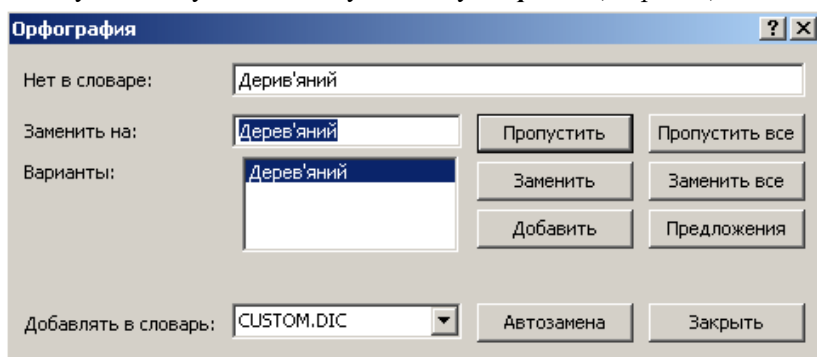 Орфография
Нет в словаре: Дерив'яний
Заменить на: Дерев'яний Пропустить Пропустить все
Варианты: Дерев'яний Заменить Заменить все
Добавить Предложения
Добавлять в словарь: CUSTOM.DIC Автозамена Закрыть